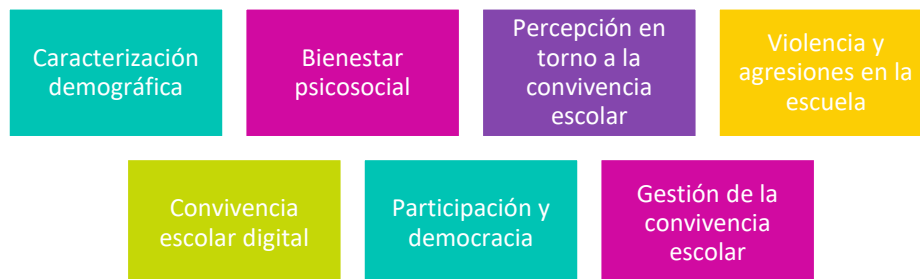 Caracterización
demográfica
Bienestar
psicosocial
Percepción en
torno a la
convivencia
escolar
Violencia y
agresiones en la
escuela
Convivencia
escolar digital
Participación y
democracia
Gestión de la
convivencia
escolar